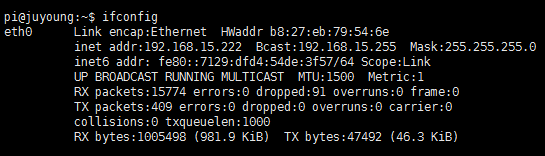 pi@juyoung:~$ ifconfig
eth0      Link encap:Ethernet  HWaddr b8:27:eb:79:54:6e
          inet addr:192.168.15.222  Bcast:192.168.15.255  Mask:255.255.255.0
          inet6 addr: fe80::7129:dfd4:54de:3f57/64 Scope:Link
          UP BROADCAST RUNNING MULTICAST  MTU:1500  Metric:1
          RX packets:15774 errors:0 dropped:91 overruns:0 frame:0
          TX packets:409 errors:0 dropped:0 overruns:0 carrier:0
          collisions:0 txqueuelen:1000
          RX bytes:1005498 (981.9 KiB)  TX bytes:47492 (46.3 KiB)